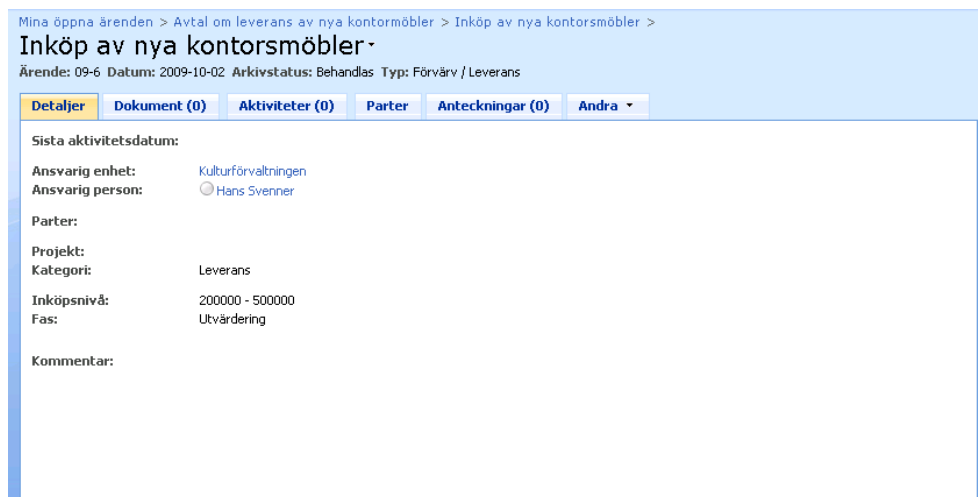 Mina öppna ärenden > Avtal om leverans av nya kontormöbler > Inköp av nya kontorsmöbler >
Inköp av nya kontorsmöbler
Ärende: 09-6 Datum: 2009-10-02 Arkivstatus: Behandlas Typ: Förvärv / Leverans
Detaljer Dokument (0) Aktiviteter (0) Parter Anteckningar (0) Andra
Sista aktivitetsdatum:
Ansvarig enhet: Kulturförvaltningen
Ansvarig person: Hans Svenner
Parter:
Projekt:
Kategori: Leverans
Inköpsnivå: 200000 - 500000
Fas: Utvärdering
Kommentar: